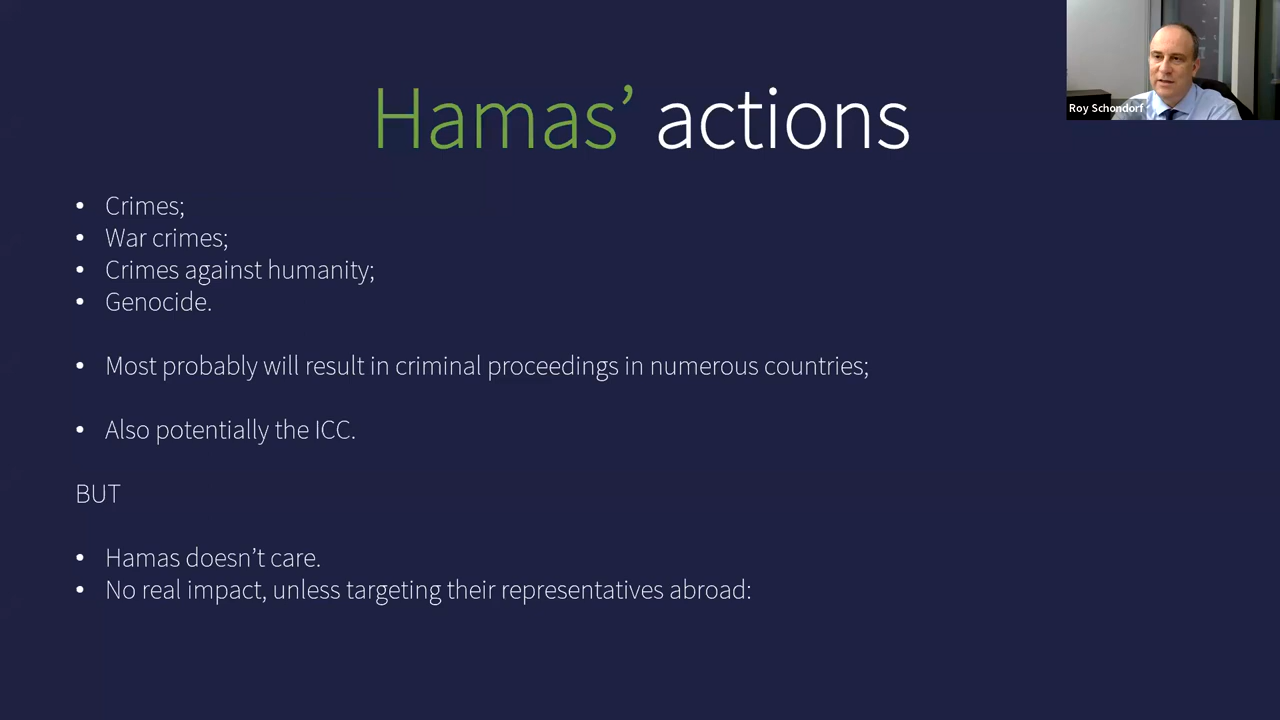 Hamas’ actions
Roy Schondorf
• Crimes;
• War crimes;
• Crimes against humanity;
• Genocide.
• Most probably will result in criminal proceedings in numerous countries;
• Also potentially the ICC.
BUT
• Hamas doesn’t care.
• No real impact, unless targeting their representatives abroad: